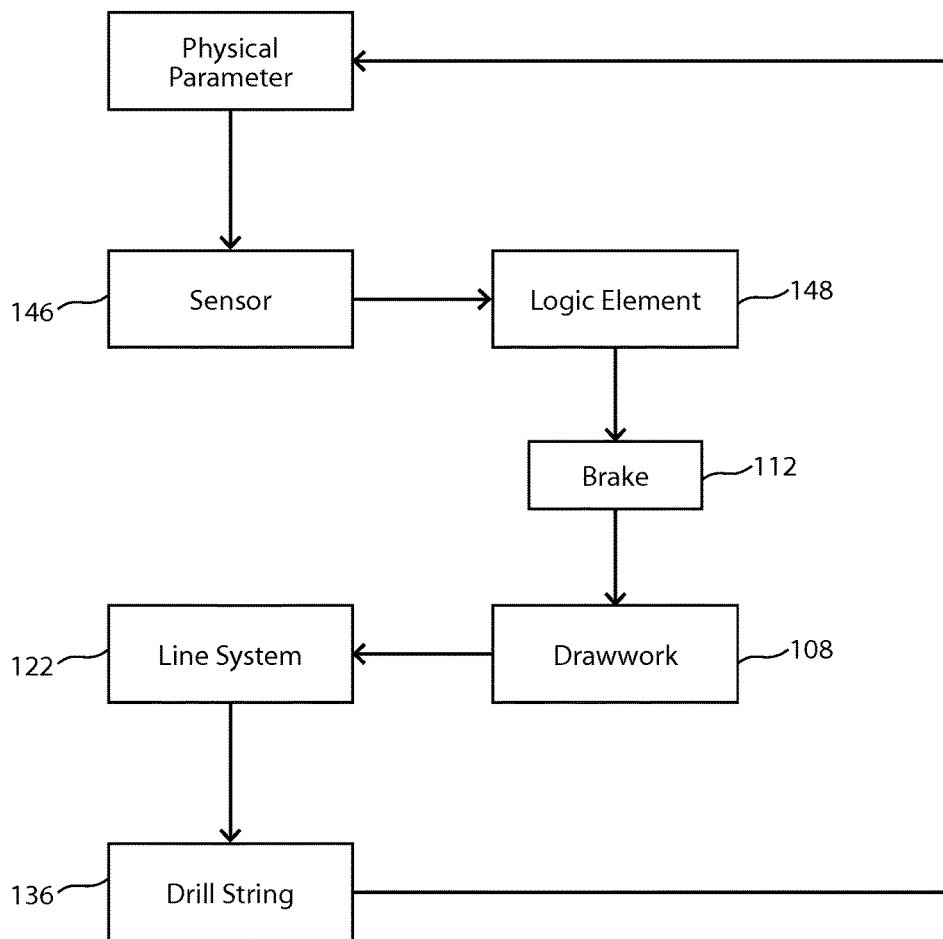 Physical
Parameter
146
Sensor
Logic Element
148
Brake
112
122
Line System
Drawwork
108
136
Drill String